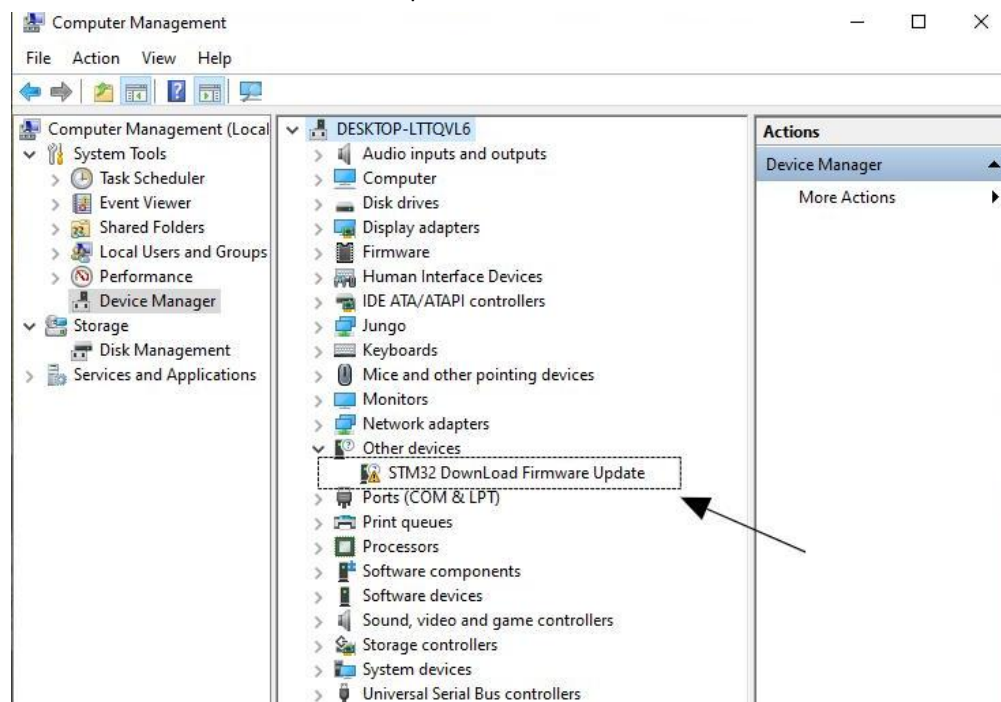 Computer Management
File Action View Help
Computer Management (Local
System Tools
Task Scheduler
Event Viewer
Shared Folders
Local Users and Groups
Performance
Device Manager
Storage
Disk Management
Services and Applications
DESKTOP-LTTQVL6
Audio inputs and outputs
Computer
Disk drives
Display adapters
Firmware
Human Interface Devices
IDE ATA/ATAPI controllers
Jungo
Keyboards
Mice and other pointing devices
Monitors
Network adapters
Other devices
STM32 DownLoad Firmware Update
Ports (COM & LPT)
Print queues
Processors
Software components
Software devices
Sound, video and game controllers
Storage controllers
System devices
Universal Serial Bus controllers
Actions
Device Manager
More Actions